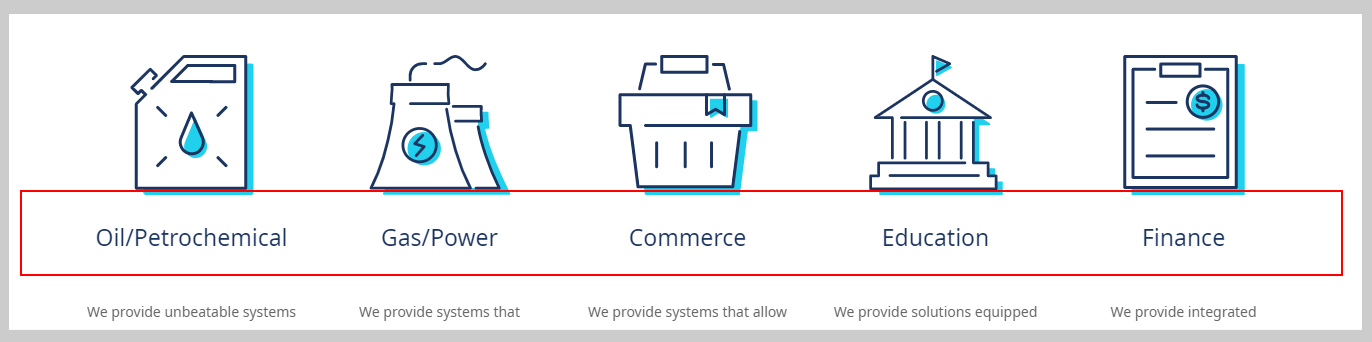 Oil/Petrochemical
Gas/Power
Commerce
Education
Finance
We provide unbeatable systems
We provide systems that
We provide systems that allow
We provide solutions equipped
We provide integrated